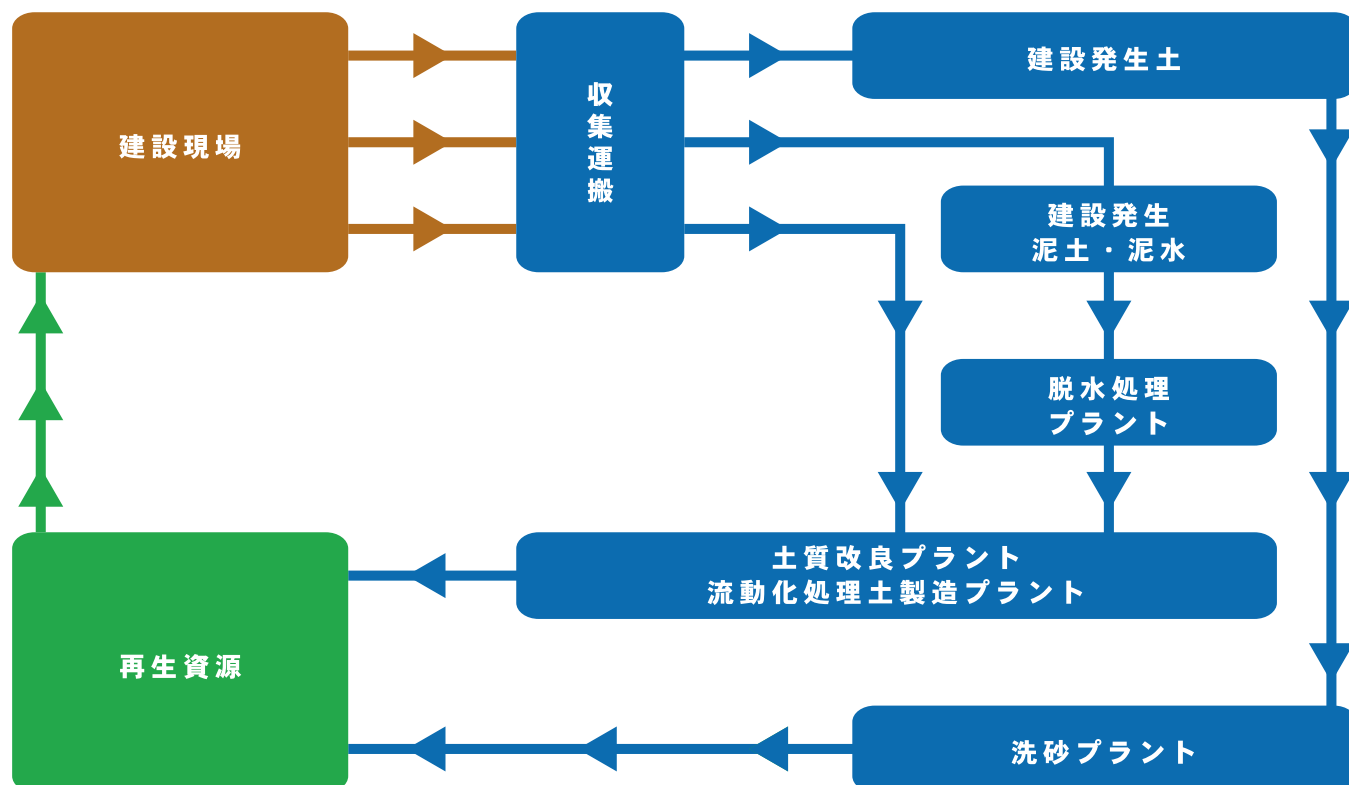 建設現場
収集運搬
建設発生土
建設発生
泥土・泥水
脱水処理
プラント
土質改良プラント
流動化処理土製造プラント
再生資源
洗砂プラント